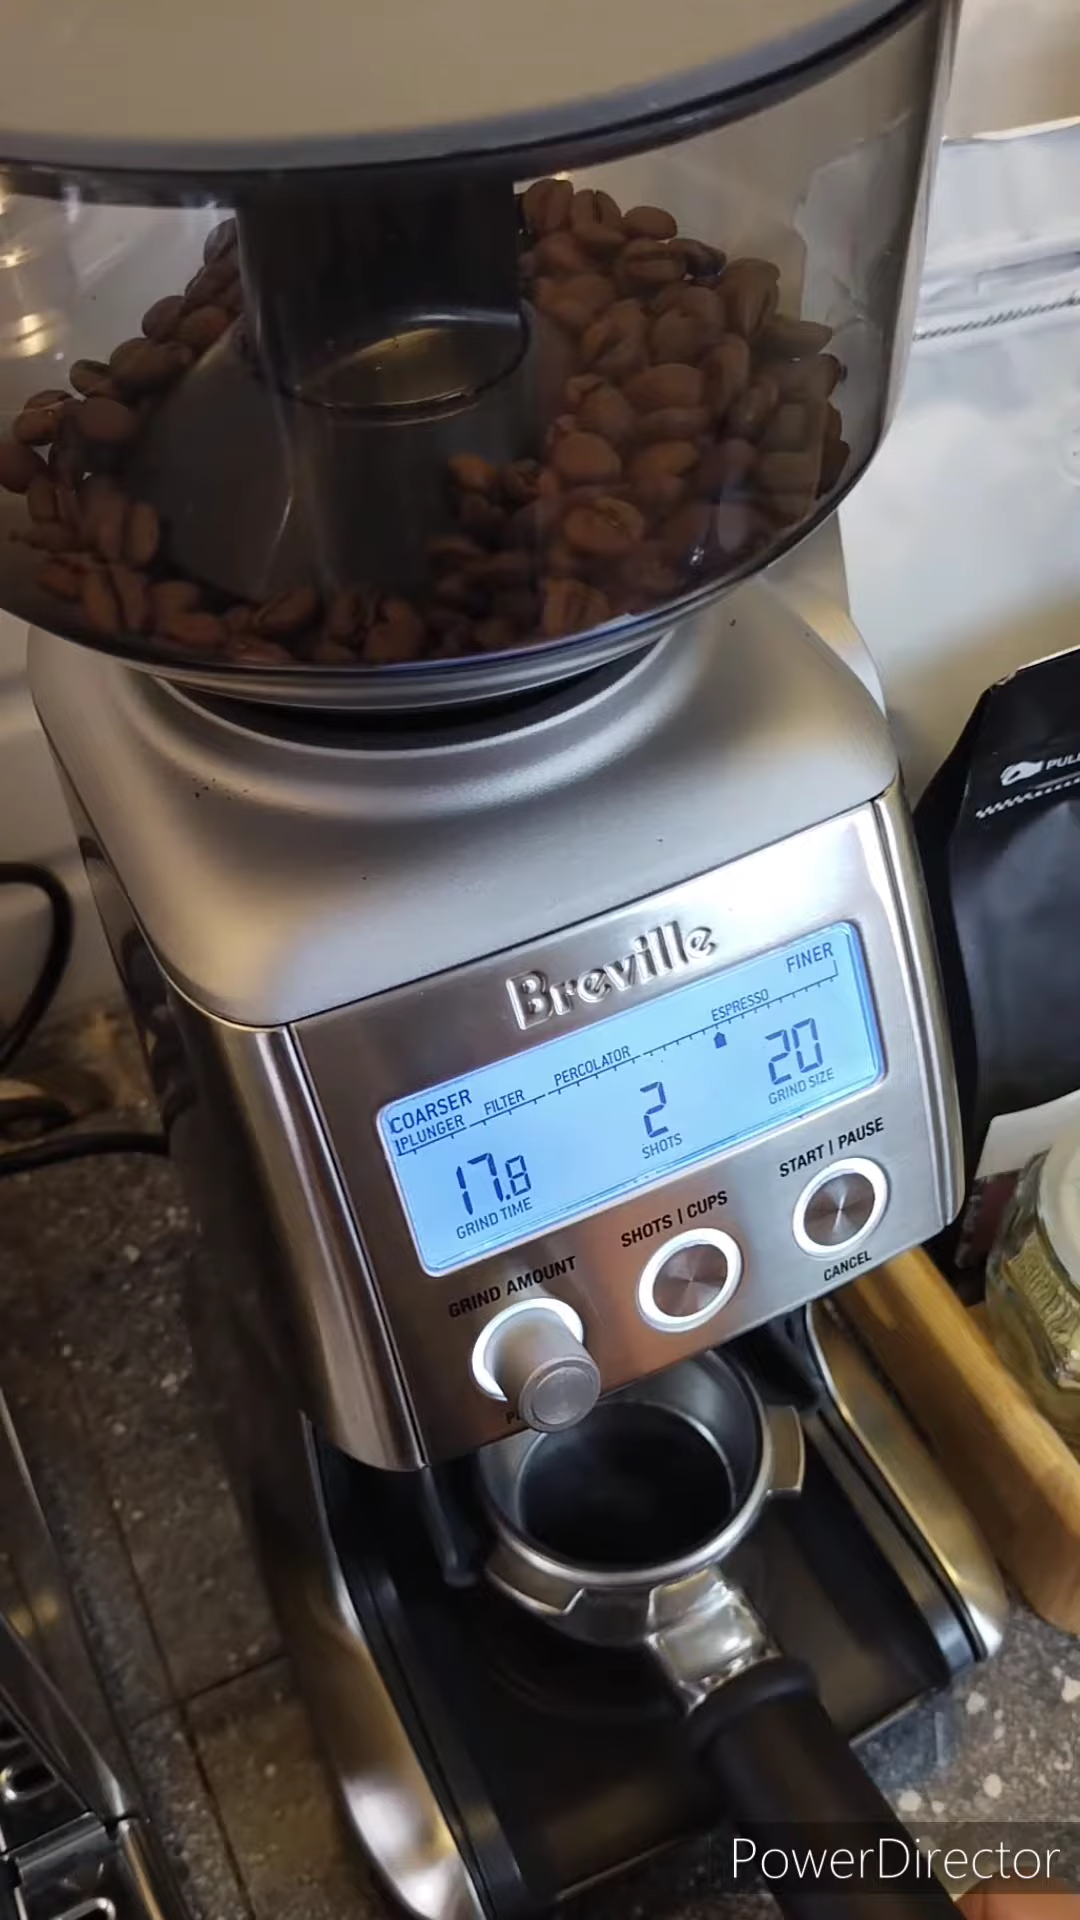 PULL
Breville
FINER
ESPRESSO
PERCOLATOR
FILTER
COARSER
PLUNGER
17.8
GRIND TIME
2
SHOTS
20
GRIND SIZE
GRIND AMOUNT
SHOTS | CUPS
START | PAUSE
CANCEL
PowerDirector